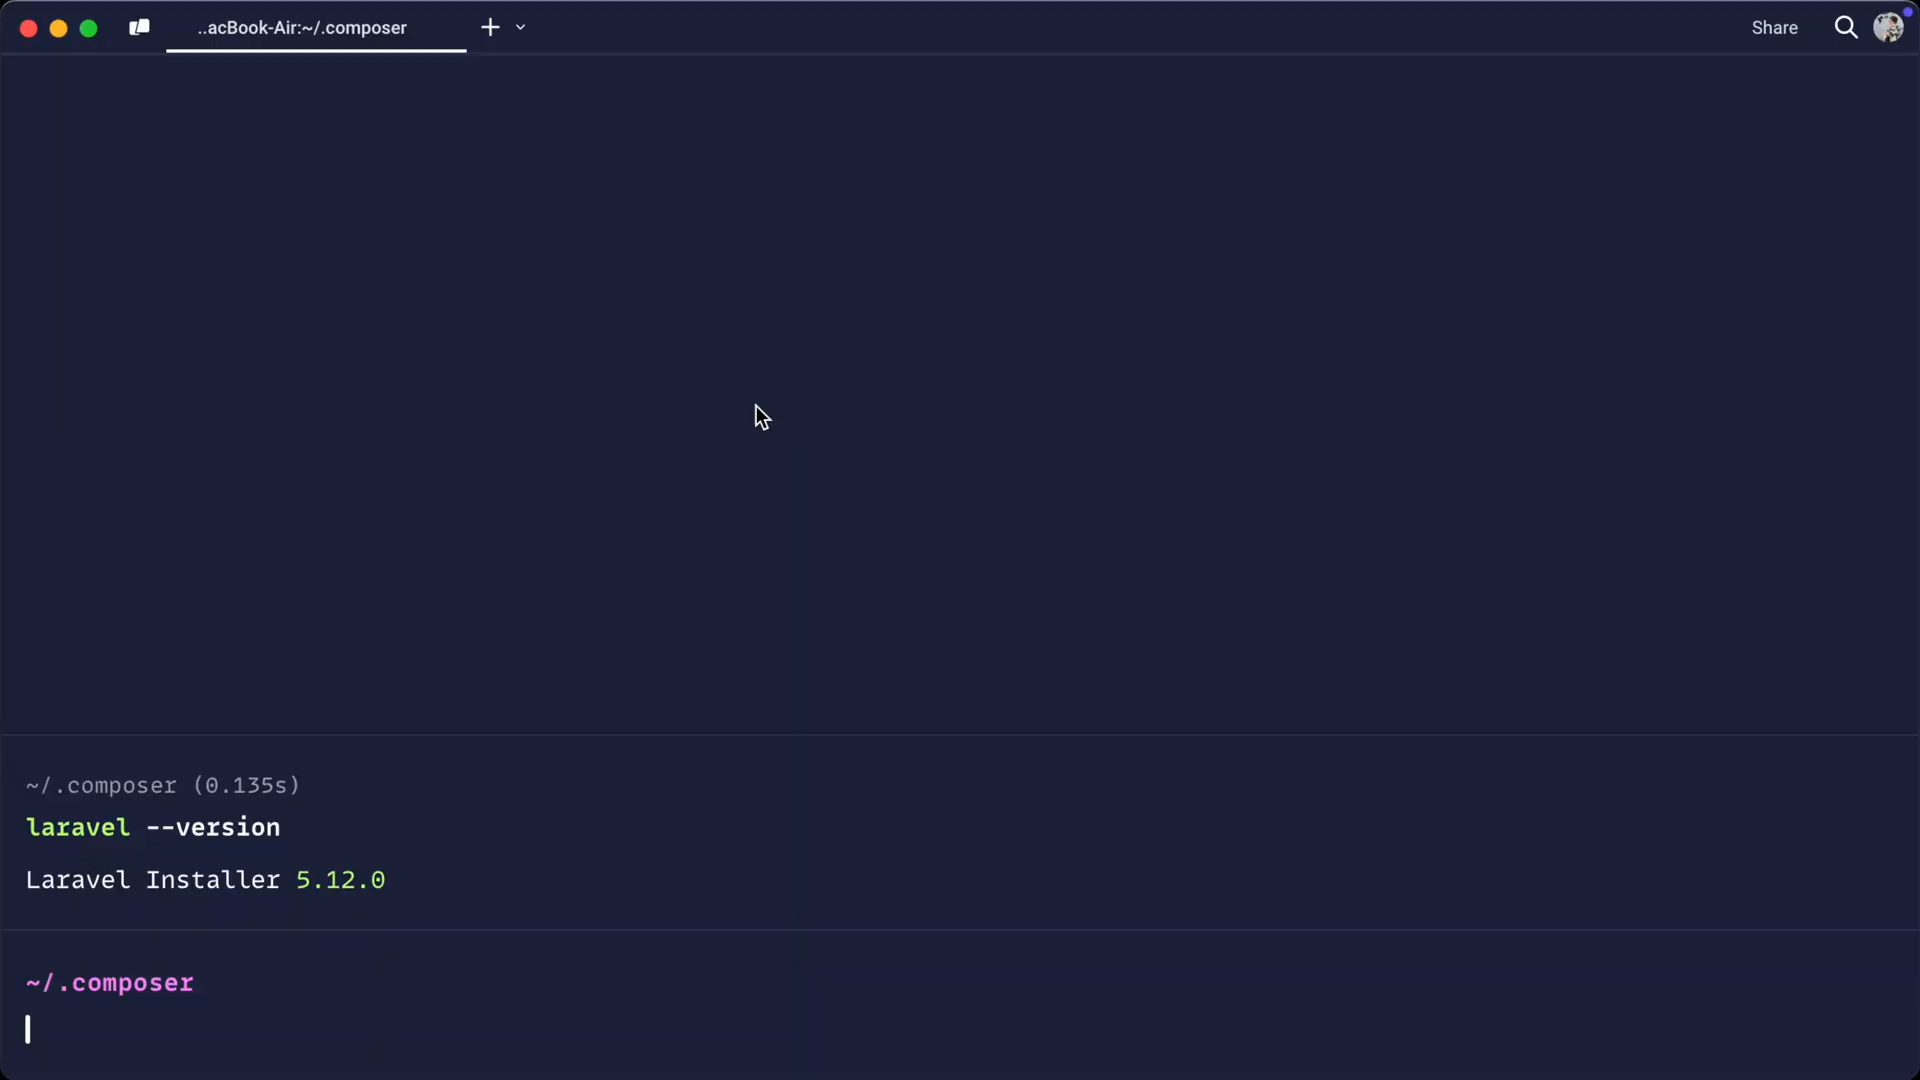 ..acBook-Air:~/.composer
Share
~/.composer (0.135s)
laravel --version
Laravel Installer 5.12.0
~/.composer